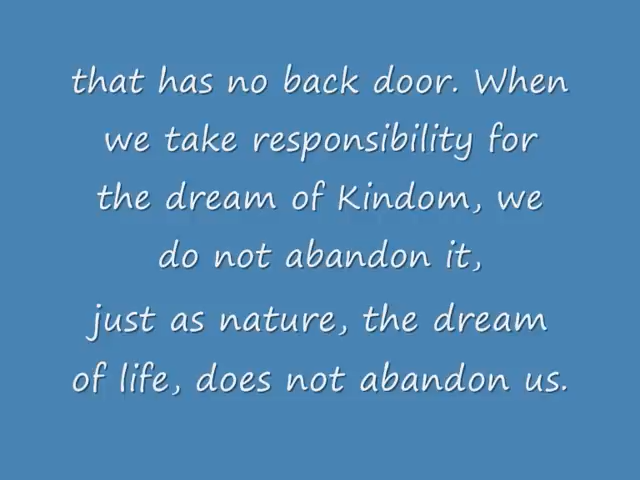 that has no back door. When
we take responsibility for
the dream of Kindom, we
do not abandon it,
just as nature, the dream
of life, does not abandon us.